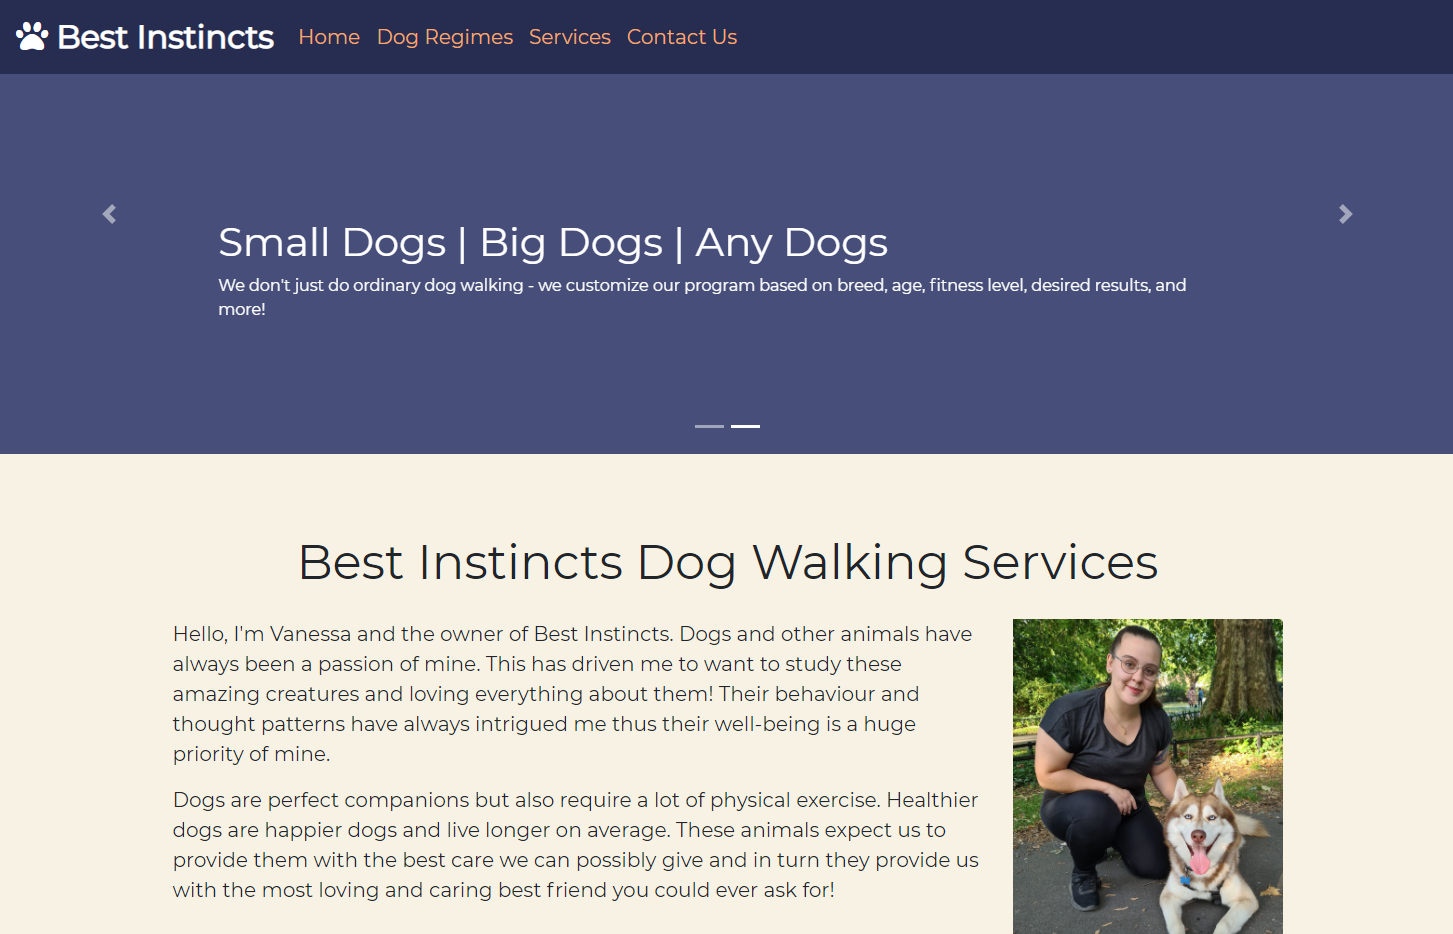 Best Instincts Home Dog Regimes Services Contact Us
Small Dogs | Big Dogs | Any Dogs
We don't just do ordinary dog walking - we customize our program based on breed, age, fitness level, desired results, and
more!
Best Instincts Dog Walking Services
Hello, I'm Vanessa and the owner of Best Instincts. Dogs and other animals have
always been a passion of mine. This has driven me to want to study these
amazing creatures and loving everything about them! Their behaviour and
thought patterns have always intrigued me thus their well-being is a huge
priority of mine.
Dogs are perfect companions but also require a lot of physical exercise. Healthier
dogs are happier dogs and live longer on average. These animals expect us to
provide them with the best care we can possibly give and in turn they provide us
with the most loving and caring best friend you could ever ask for!